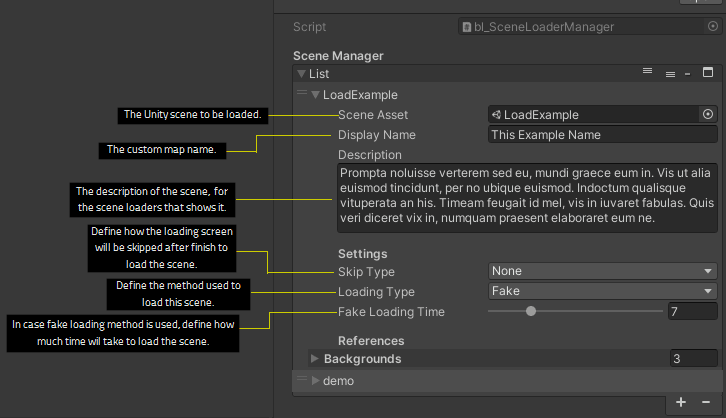 Script
bl_SceneLoaderManager
Scene Manager
List
LoadExample
The Unity scene to be loaded.
Scene Asset
LoadExample
The custom map name.
Display Name
This Example Name
Description
The description of the scene, for
the scene loaders that shows it.
Prompta noluisse verterem sed eu, mundi graece eum in. Vis ut alia
euismod tincidunt, per no ubique euismod. Indoctum qualisque
vituperata an his. Timeam feugait id mel, vis in iuvaret fabulas. Quis
veri diceret vix in, numquam praesent elaboraret eum ne.
Settings
Define how the loading screen
will be skipped after finish to
load the scene.
Skip Type
None
Define the method used to
load this scene.
Loading Type
Fake
In case fake loading method is used, define how
much time wil take to load the scene.
Fake Loading Time
7
References
Backgrounds
3
demo